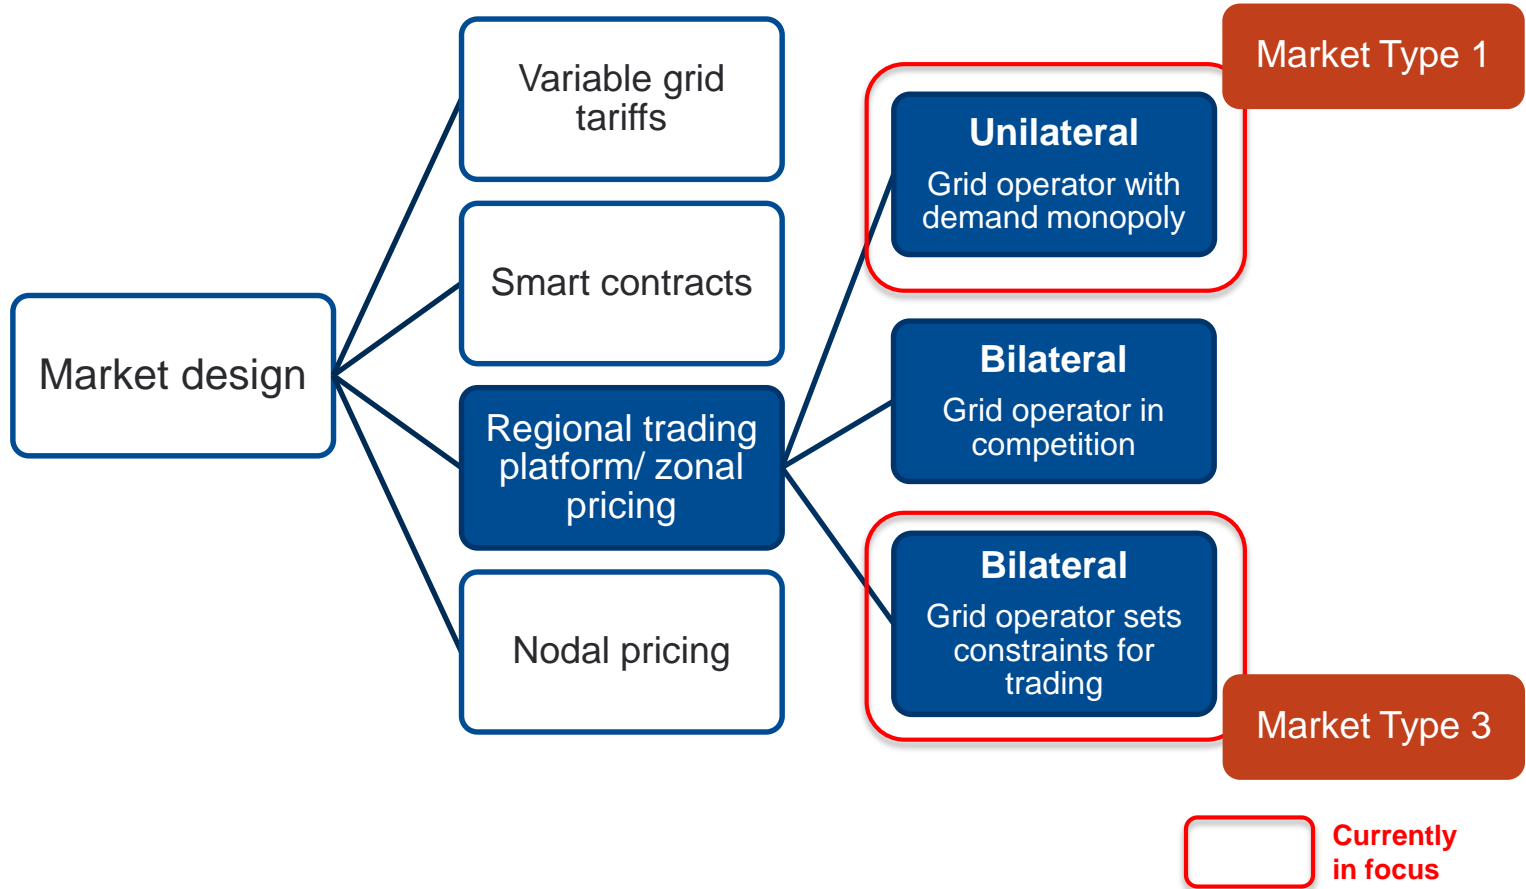 Market design
Variable grid
tariffs
Smart contracts
Regional trading
platform/ zonal
pricing
Nodal pricing
Market Type 1
Unilateral
Grid operator with
demand monopoly
Bilateral
Grid operator in
competition
Bilateral
Grid operator sets
constraints for
trading
Market Type 3
Currently
in focus